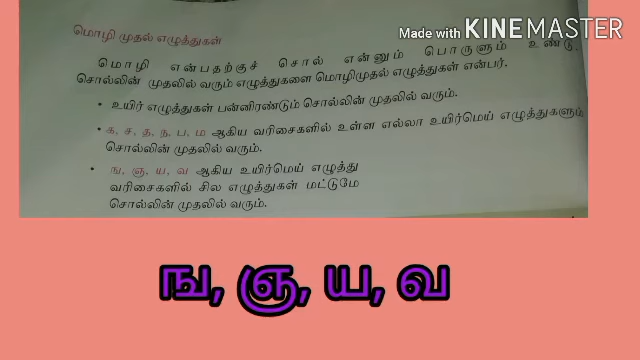 Made with KINEMASTER
மொழி முதல் எழுத்துகள்
மொழி என்பதற்குச் சொல் என்னும் பொருளும் உண்டு.
சொல்லின் முதலில் வரும் எழுத்துகளை மொழிமுதல் எழுத்துகள் என்பர்.
• உயிர் எழுத்துகள் பன்னிரண்டும் சொல்லின் முதலில் வரும்.
• க, ச, த, ந, ப, ம ஆகிய வரிசைகளில் உள்ள எல்லா உயிர்மெய் எழுத்துகளும்
சொல்லின் முதலில் வரும்.
• ங, ஞ, ய, வ ஆகிய உயிர்மெய் எழுத்து
வரிசைகளில் சில எழுத்துகள் மட்டுமே
சொல்லின் முதலில் வரும்.
ங, ஞ, ய, வ